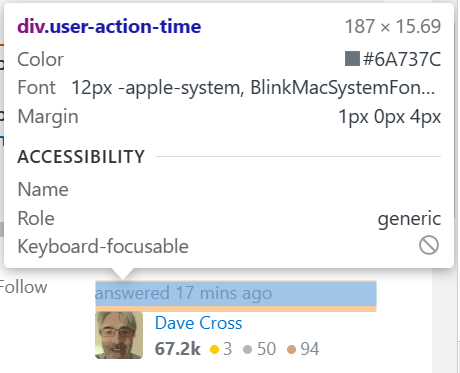 div.user-action-time 187 × 15.69
Color #6A737C
Font 12px -apple-system, BlinkMacSystemFon...
Margin 1px 0px 4px
ACCESSIBILITY
Name
Role generic
Keyboard-focusable
Follow answered 17 mins ago
Dave Cross
67.2k 3 50 94